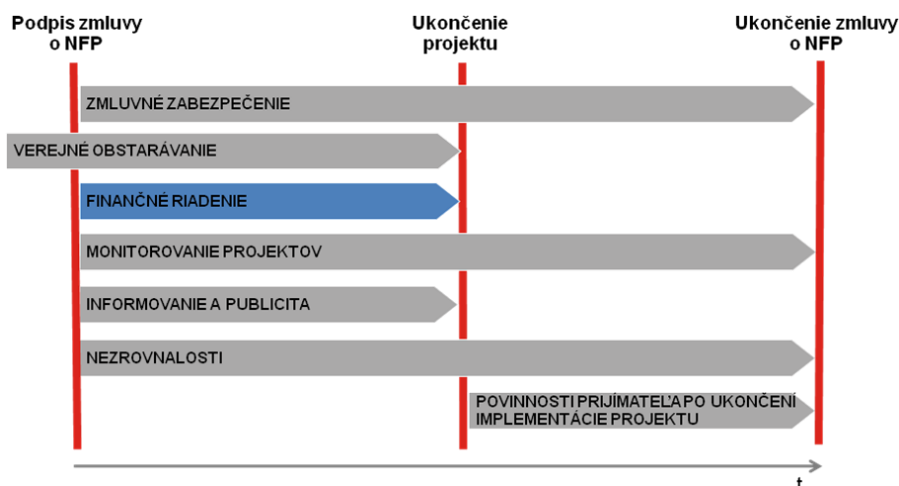 Podpis zmluvy
o NFP
Ukončenie
projektu
Ukončenie zmluvy
o NFP
ZMLUVNÉ ZABEZPEČENIE
VEREJNÉ OBSTARÁVANIE
FINANČNÉ RIADENIE
MONITOROVANIE PROJEKTOV
INFORMOVANIE A PUBLICITA
NEZROVNALOSTI
POVINNOSTI PRIJÍMATEĽA PO UKONČENÍ
IMPLEMENTÁCIE PROJEKTU
t